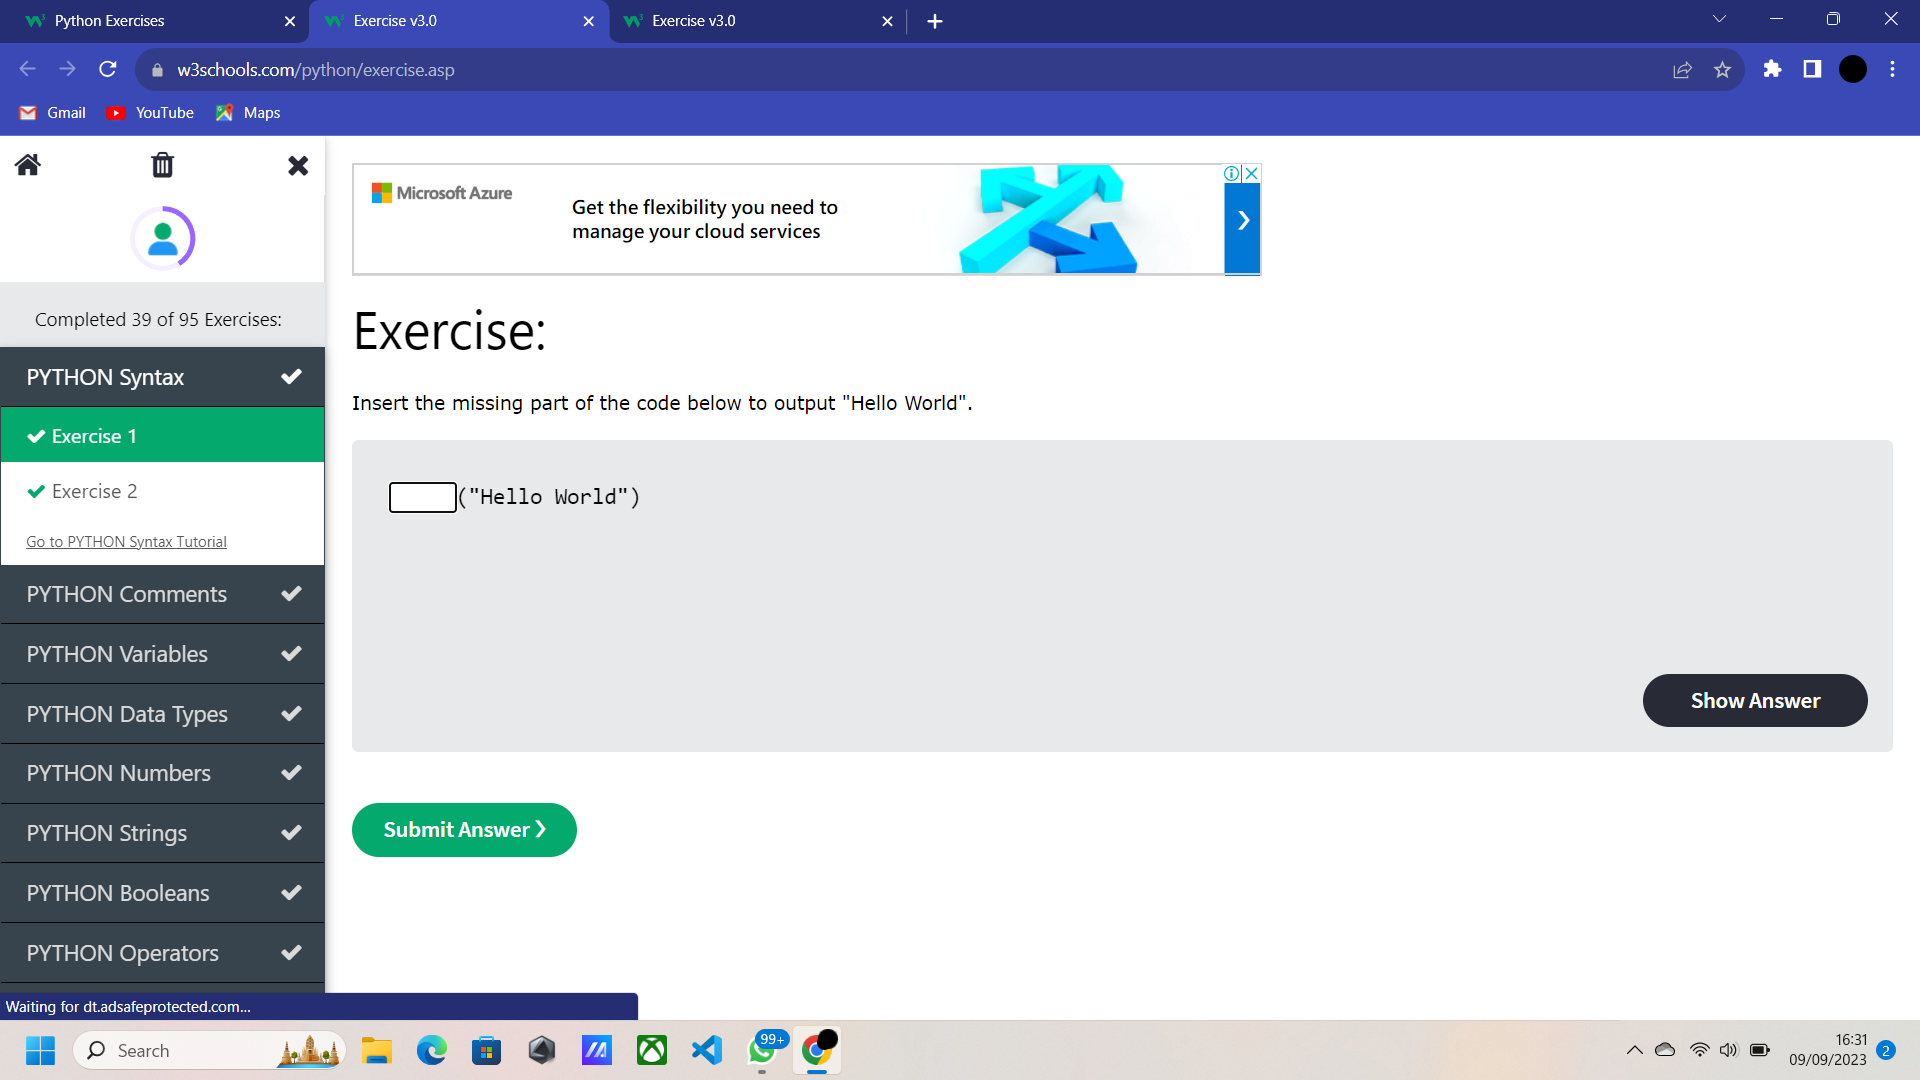 Python Exercises
Exercise v3.0
Exercise v3.0
w3schools.com/python/exercise.asp
Gmail
YouTube
Maps
Microsoft Azure
Get the flexibility you need to
manage your cloud services
Completed 39 of 95 Exercises:
PYTHON Syntax
Exercise 1
Exercise 2
Go to PYTHON Syntax Tutorial
PYTHON Comments
PYTHON Variables
PYTHON Data Types
PYTHON Numbers
PYTHON Strings
PYTHON Booleans
PYTHON Operators
Exercise:
Insert the missing part of the code below to output "Hello World".
("Hello World")
Show Answer
Submit Answer ❯
Waiting for dt.adsafeprotected.com...
Search
99+
16:31
09/09/2023
2